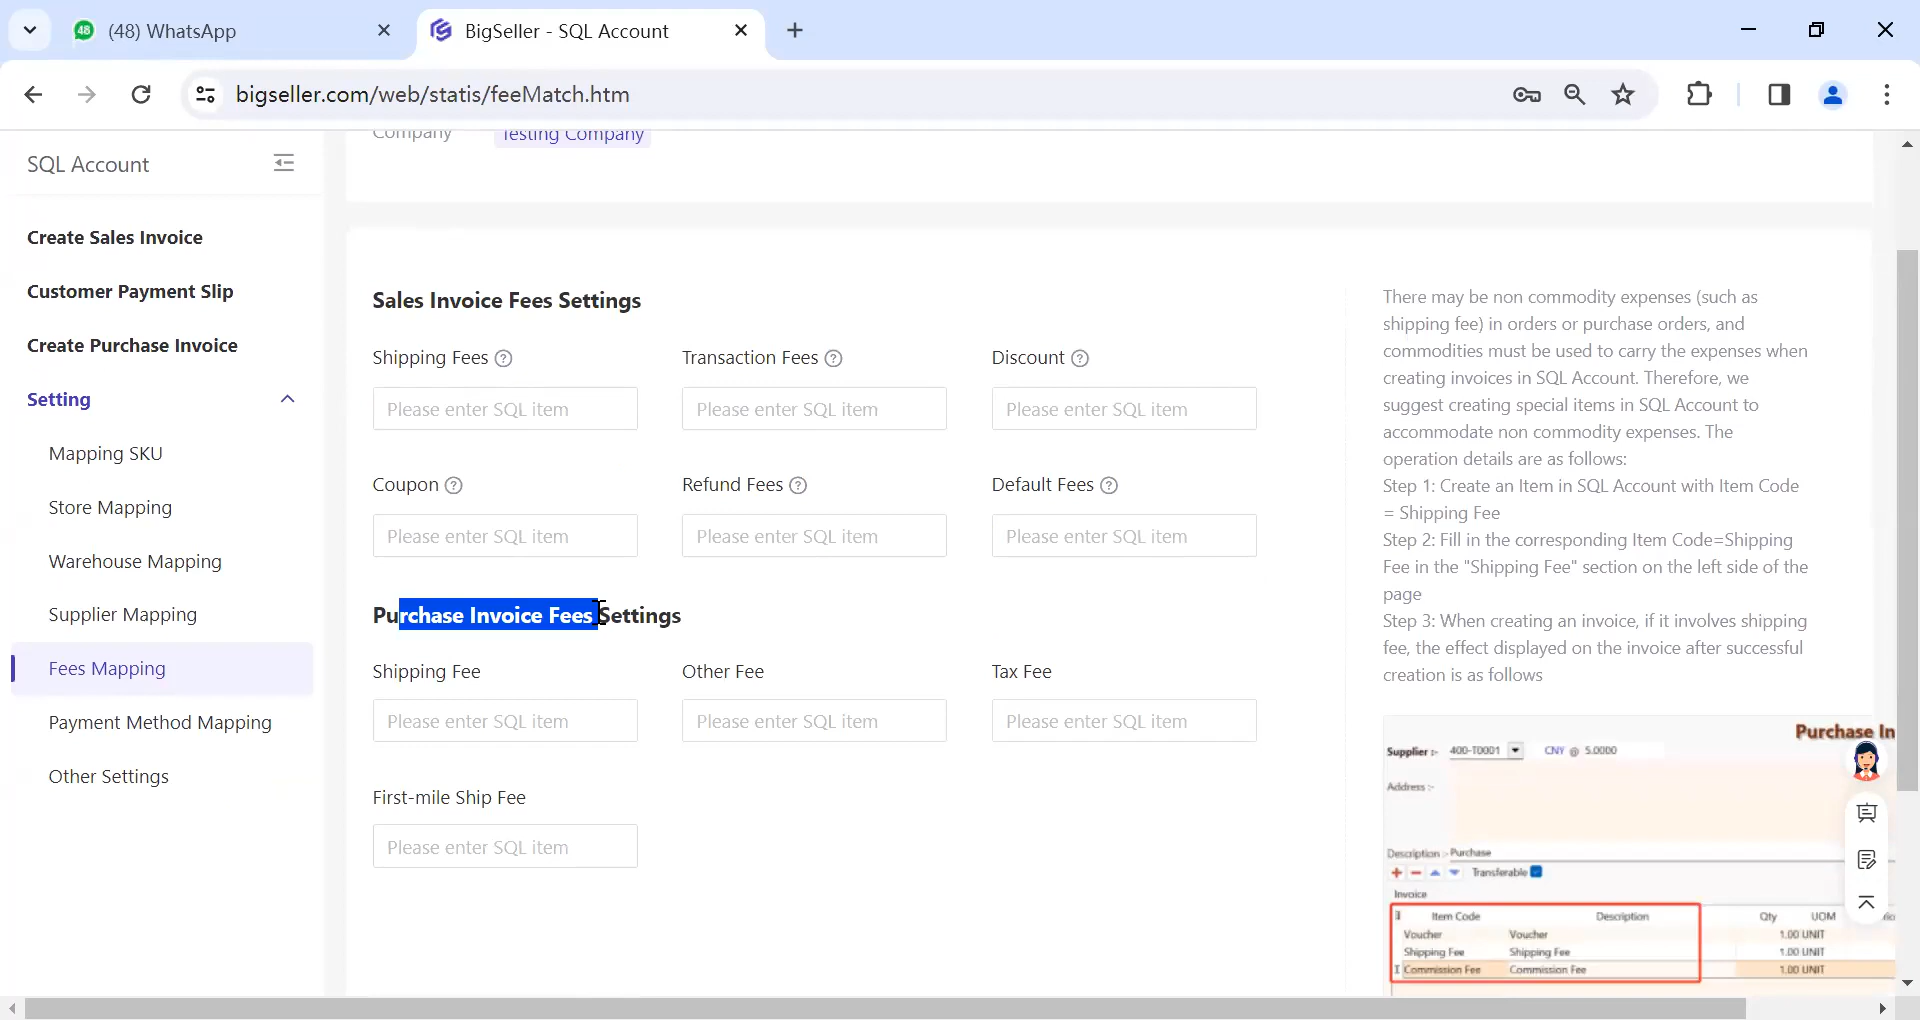 48
(48) WhatsApp
BigSeller - SQL Account
bigseller.com/web/statis/feeMatch.htm
Company
Testing Company
SQL Account
Create Sales Invoice
Customer Payment Slip
Create Purchase Invoice
Setting
Mapping SKU
Store Mapping
Warehouse Mapping
Supplier Mapping
Fees Mapping
Payment Method Mapping
Other Settings
Sales Invoice Fees Settings
Shipping Fees
Transaction Fees
Discount
Please enter SQL item
Please enter SQL item
Please enter SQL item
Coupon
Refund Fees
Default Fees
Please enter SQL item
Please enter SQL item
Please enter SQL item
Purchase Invoice Fees Settings
Shipping Fee
Other Fee
Tax Fee
Please enter SQL item
Please enter SQL item
Please enter SQL item
First-mile Ship Fee
Please enter SQL item
There may be non commodity expenses (such as
shipping fee) in orders or purchase orders, and
commodities must be used to carry the expenses when
creating invoices in SQL Account. Therefore, we
suggest creating special items in SQL Account to
accommodate non commodity expenses. The
operation details are as follows:
Step 1: Create an Item in SQL Account with Item Code
= Shipping Fee
Step 2: Fill in the corresponding Item Code=Shipping
Fee in the "Shipping Fee" section on the left side of the
page
Step 3: When creating an invoice, if it involves shipping
fee, the effect displayed on the invoice after successful
creation is as follows
Purchase In
Supplier :- 400-T0001 CNY @ 5.0000
Address :-
Description :- Purchase
Transferable
Invoice
Item Code Description Qty UOM
Voucher Voucher 1.00 UNIT
Shipping Fee Shipping Fee 1.00 UNIT
Commission Fee Commission Fee 1.00 UNIT